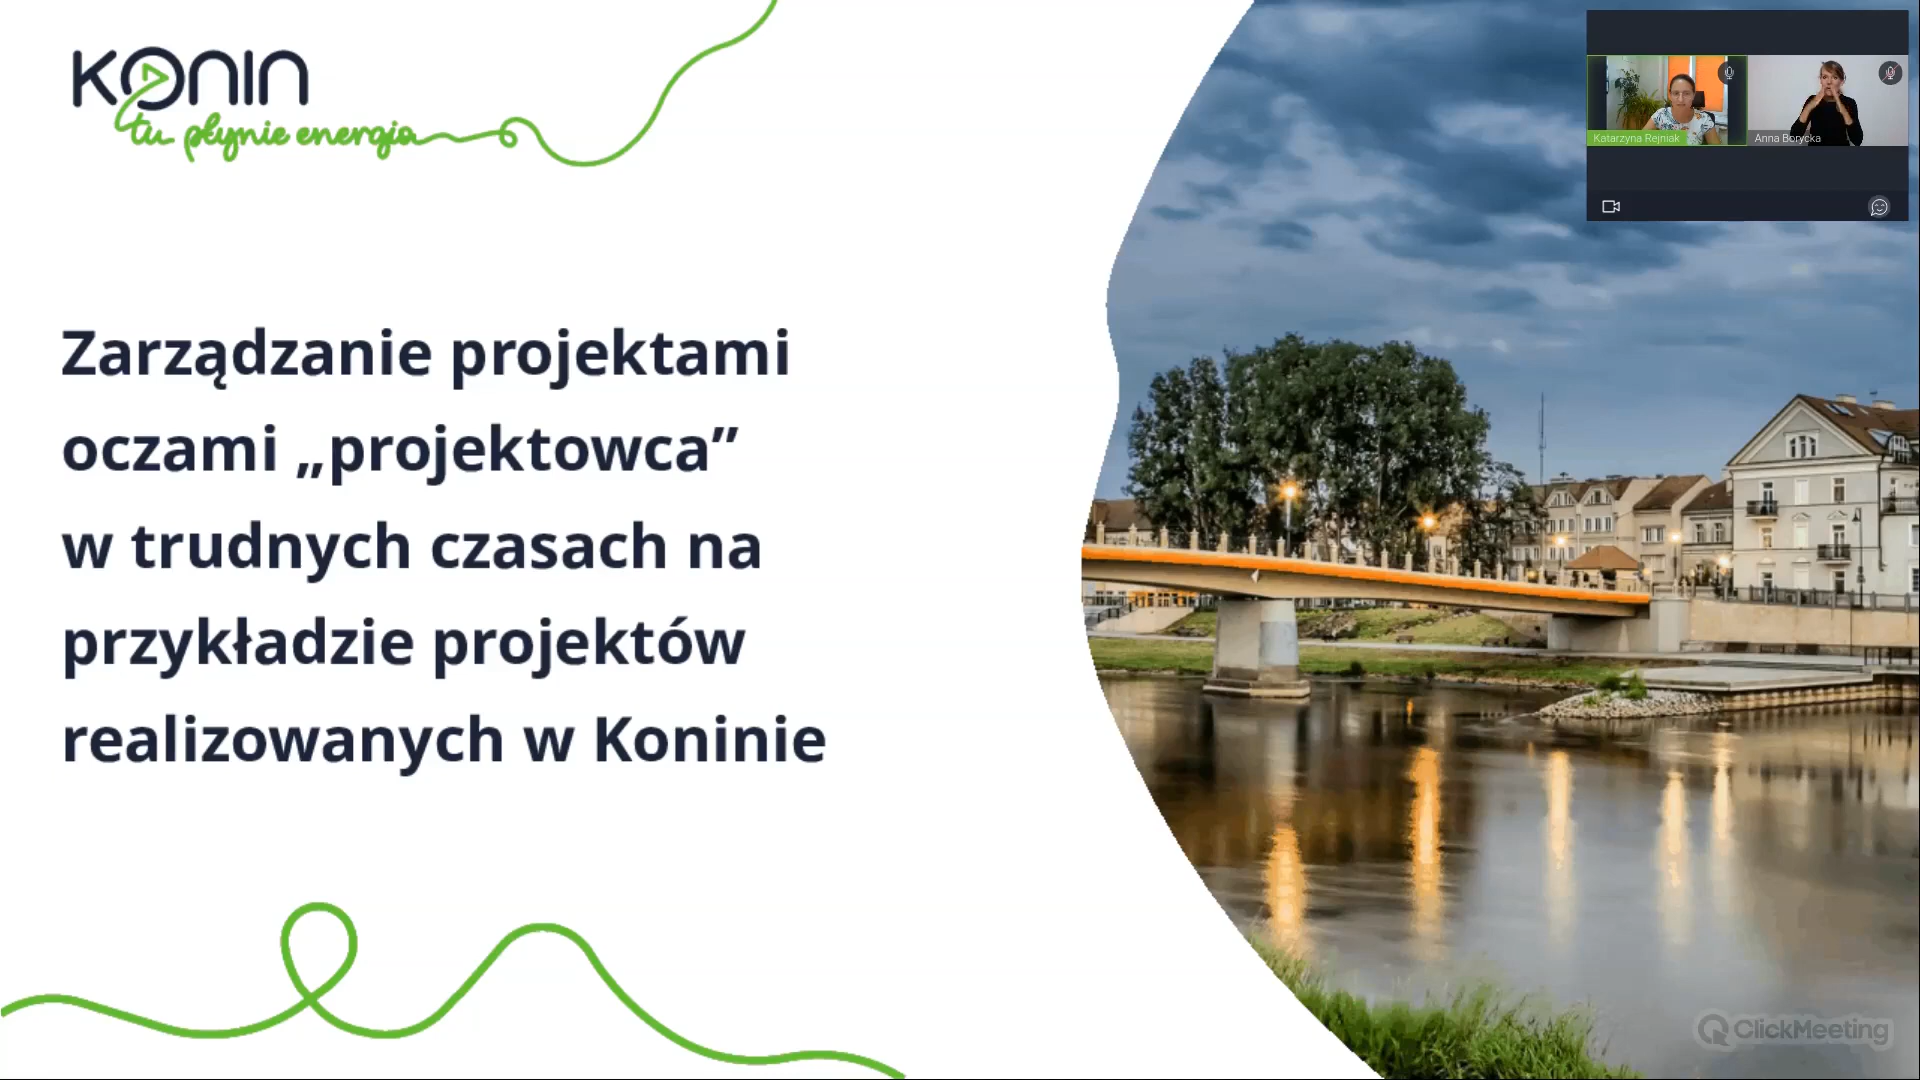 KONIN
tu płynie energia
Zarządzanie projektami
oczami „projektowca”
w trudnych czasach na
przykładzie projektów
realizowanych w Koninie
Katarzyna Rejniak
Anna Borycka
ClickMeeting